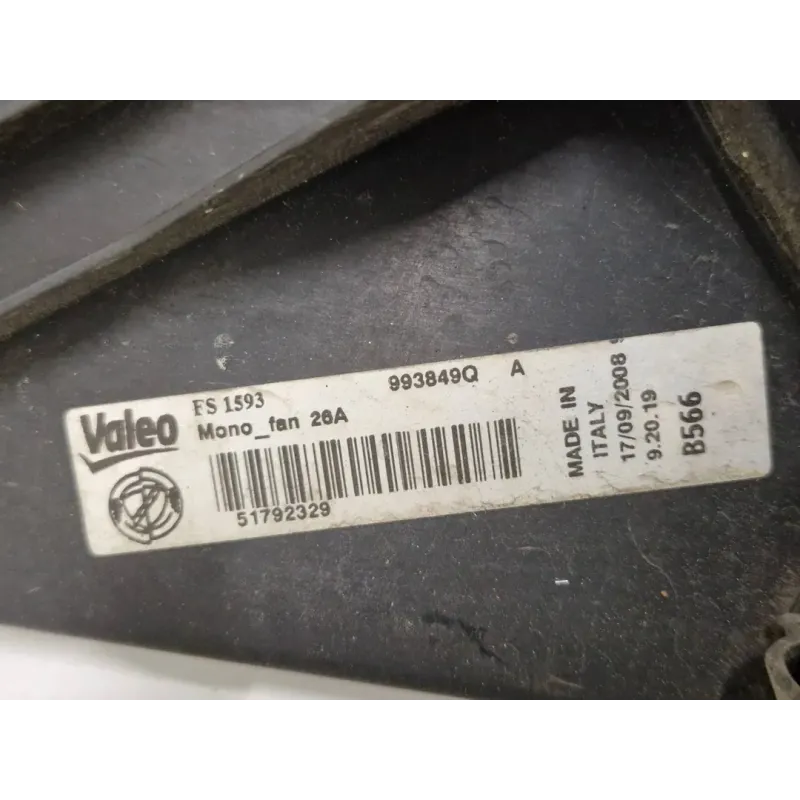 Valeo
FS 1593
993849Q A
Mono_fan 26A
51792329
MADE IN
ITALY
17/09/2008
9.20.19
B566